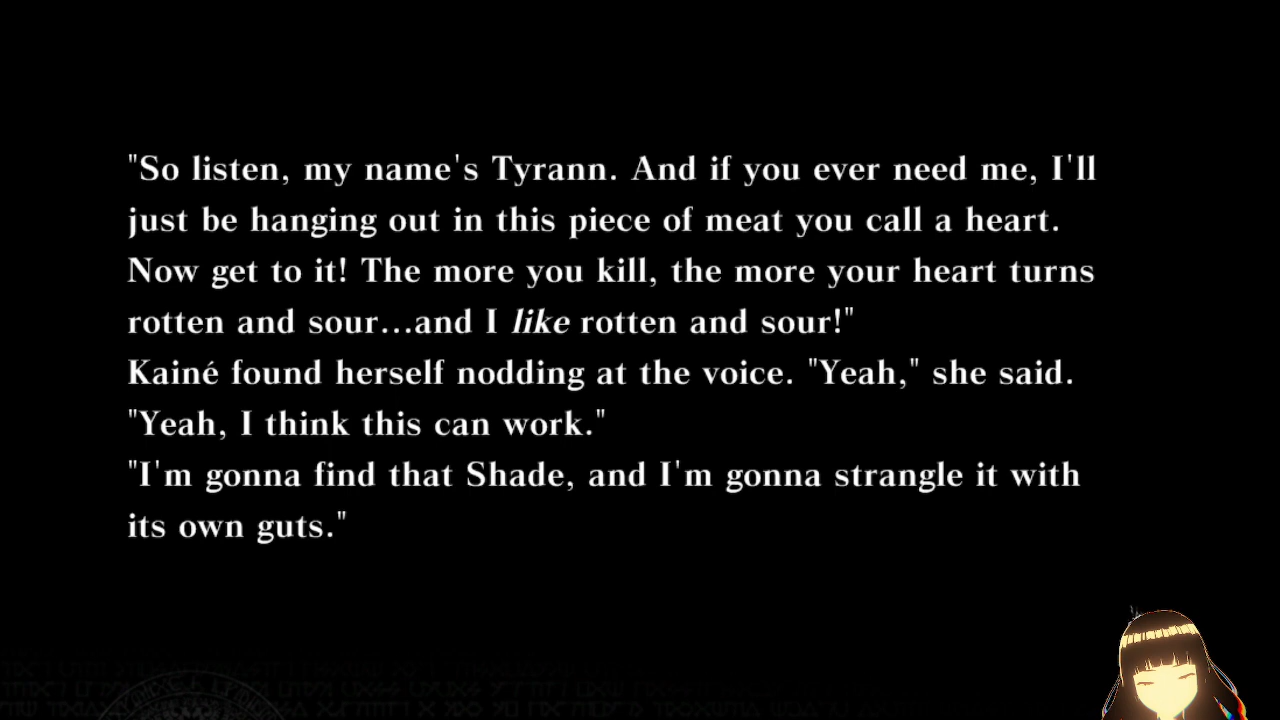 "So listen, my name's Tyrann. And if you ever need me, I'll
just be hanging out in this piece of meat you call a heart.
Now get to it! The more you kill, the more your heart turns
rotten and sour...and I like rotten and sour!"
Kainé found herself nodding at the voice. "Yeah," she said.
"Yeah, I think this can work."
"I'm gonna find that Shade, and I'm gonna strangle it with
its own guts."